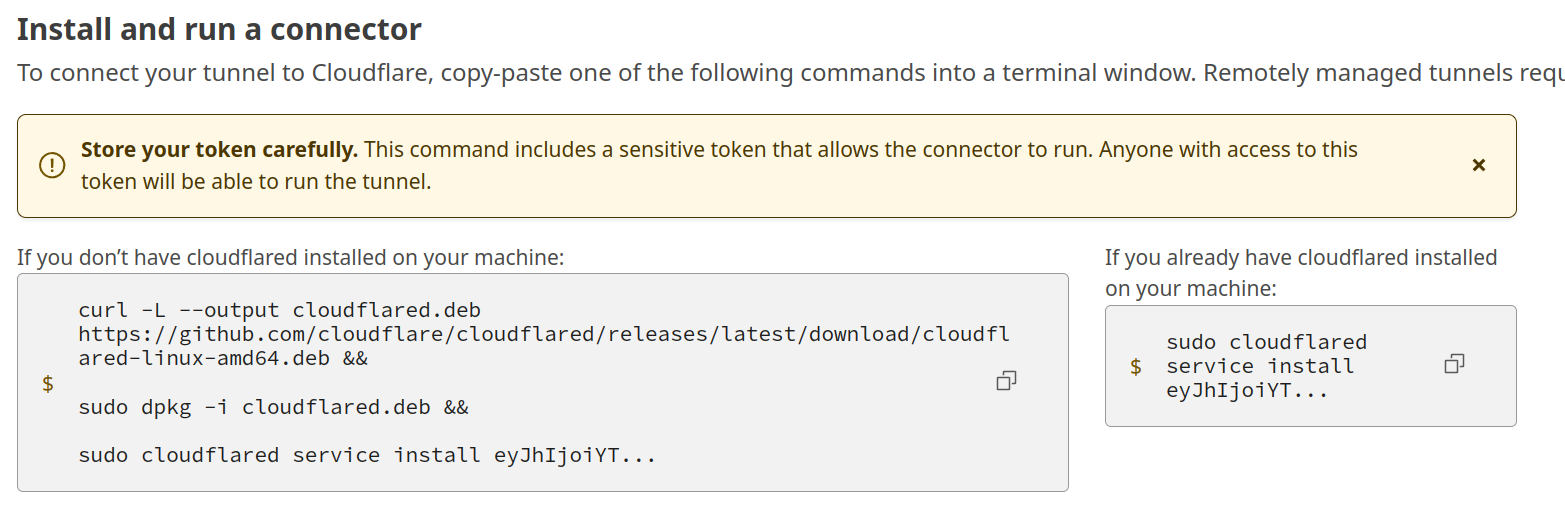 Install and run a connector
To connect your tunnel to Cloudflare, copy-paste one of the following commands into a terminal window. Remotely managed tunnels
Store your token carefully. This command includes a sensitive token that allows the connector to run. Anyone with access to this
token will be able to run the tunnel.
If you don’t have cloudflared installed on your machine:
curl -L --output cloudflared.deb
https://github.com/cloudflare/cloudflared/releases/latest/download/cloudfl
ared-linux-amd64.deb &&
$
sudo dpkg -i cloudflared.deb &&
sudo cloudflared service install eyJhIjoiYT...
If you already have cloudflared installed
on your machine:
sudo cloudflared
$ service install
eyJhIjoiYT...